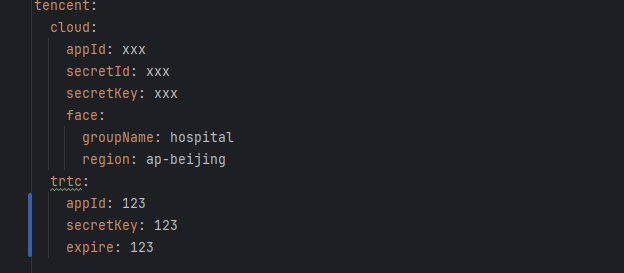 tencent:
  cloud:
    appId: xxx
    secretId: xxx
    secretKey: xxx
    face:
      groupName: hospital
      region: ap-beijing
  trtc:
    appId: 123
    secretKey: 123
    expire: 123